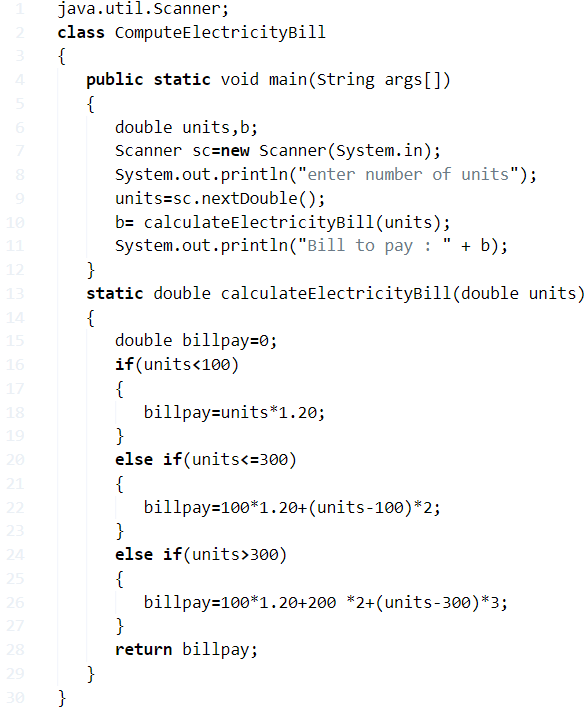 1 java.util.Scanner;
2 class ComputeElectricityBill
3 {
4 public static void main(String args[])
5 {
6 double units,b;
7 Scanner sc=new Scanner(System.in);
8 System.out.println("enter number of units");
9 units=sc.nextDouble();
10 b= calculateElectricityBill(units);
11 System.out.println("Bill to pay : " + b);
12 }
13 static double calculateElectricityBill(double units)
14 {
15 double billpay=0;
16 if(units<100)
17 {
18 billpay=units*1.20;
19 }
20 else if(units<=300)
21 {
22 billpay=100*1.20+(units-100)*2;
23 }
24 else if(units>300)
25 {
26 billpay=100*1.20+200 *2+(units-300)*3;
27 }
28 return billpay;
29 }
30 }